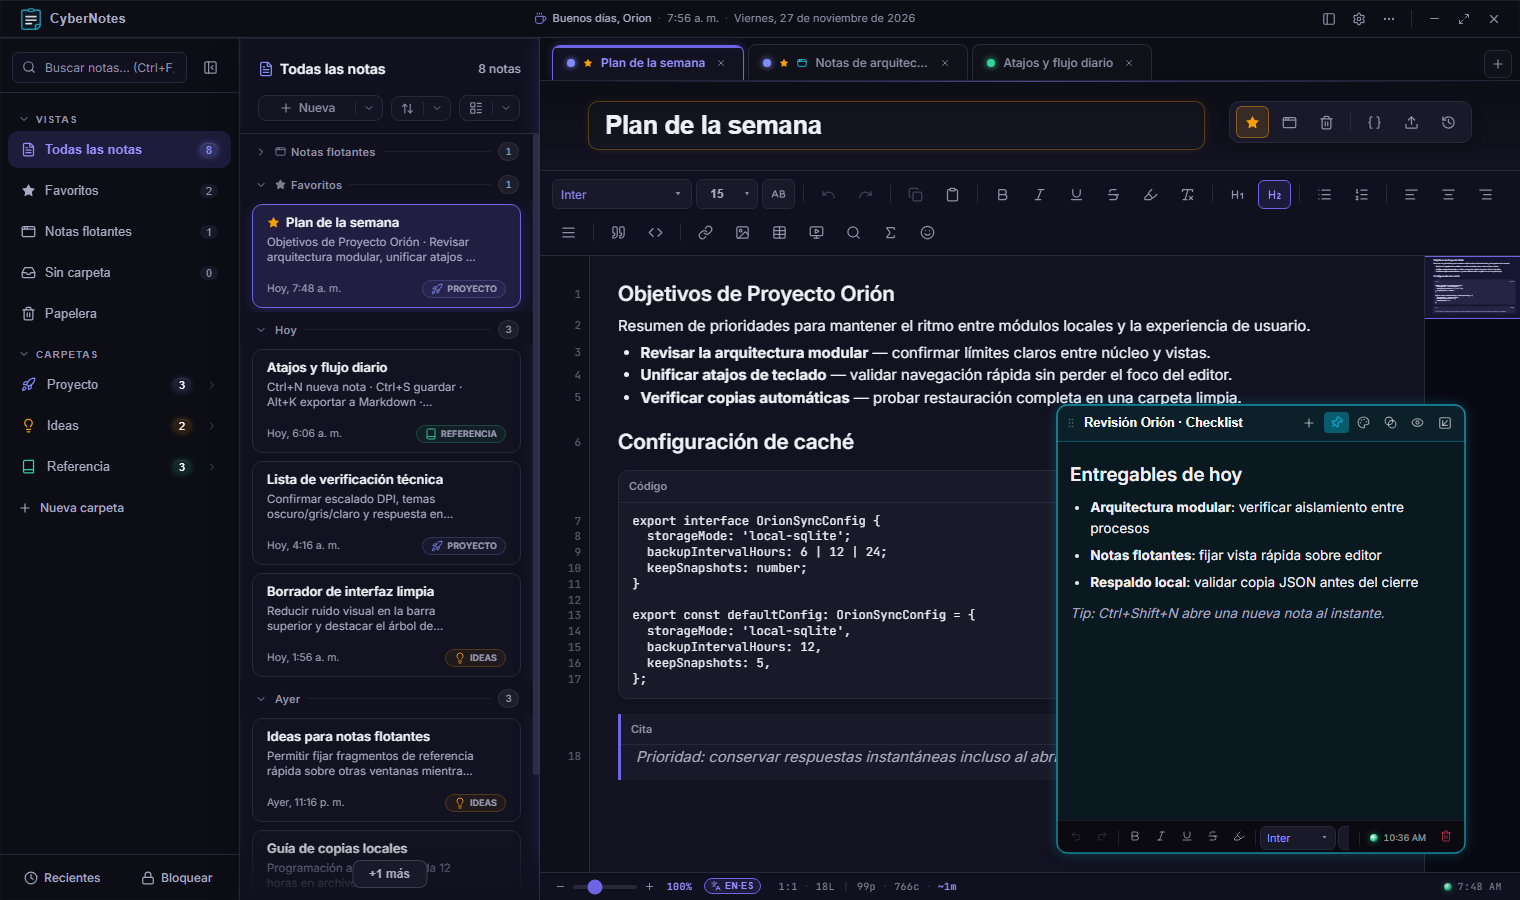 CyberNotes
Buenos días, Orion · 7:56 a. m. · Viernes, 27 de noviembre de 2026
Buscar notas... (Ctrl+F
VISTAS
Todas las notas 8
Favoritos 2
Notas flotantes 1
Sin carpeta 0
Papelera
CARPETAS
Proyecto 3
Ideas 2
Referencia 3
Nueva carpeta
Recientes
Bloquear
Todas las notas
8 notas
Nueva
Notas flotantes 1
Favoritos 1
Plan de la semana
Objetivos de Proyecto Orión · Revisar
arquitectura modular, unificar atajos ...
Hoy, 7:48 a. m.
PROYECTO
Hoy 3
Atajos y flujo diario
Ctrl+N nueva nota · Ctrl+S guardar ·
Alt+K exportar a Markdown ·...
Hoy, 6:06 a. m.
REFERENCIA
Lista de verificación técnica
Confirmar escalado DPI, temas
oscuro/gris/claro y respuesta en...
Hoy, 4:16 a. m.
PROYECTO
Borrador de interfaz limpia
Reducir ruido visual en la barra
superior y destacar el árbol de...
Hoy, 1:56 a. m.
IDEAS
Ayer 3
Ideas para notas flotantes
Permitir fijar fragmentos de referencia
rápida sobre otras ventanas mientra...
Ayer, 11:16 p. m.
IDEAS
Guía de copias locales
Programación a
la 12
horas en archiv
+1 más
Plan de la semana
Notas de arquitec...
Atajos y flujo diario
Plan de la semana
Inter
15
AB
B I U S
H1
H2
1 Objetivos de Proyecto Orión
2 Resumen de prioridades para mantener el ritmo entre módulos locales y la experiencia de usuario.
3 • Revisar la arquitectura modular — confirmar límites claros entre núcleo y vistas.
4 • Unificar atajos de teclado — validar navegación rápida sin perder el foco del editor.
5 • Verificar copias automáticas — probar restauración completa en una carpeta limpia.
6 Configuración de caché
Código
7 export interface OrionSyncConfig {
8 storageMode: 'local-sqlite';
9 backupIntervalHours: 6 | 12 | 24;
10 keepSnapshots: number;
11 }
12
13 export const defaultConfig: OrionSyncConfig = {
14 storageMode: 'local-sqlite',
15 backupIntervalHours: 12,
16 keepSnapshots: 5,
17 };
Cita
18 Prioridad: conservar respuestas instantáneas incluso al abri
Revisión Orión · Checklist
Entregables de hoy
• Arquitectura modular: verificar aislamiento entre
procesos
• Notas flotantes: fijar vista rápida sobre editor
• Respaldo local: validar copia JSON antes del cierre
Tip: Ctrl+Shift+N abre una nueva nota al instante.
B I U S
Inter
10:36 AM
100%
EN·ES
1:1 · 18L | 99p · 766c · ~1m
7:48 AM